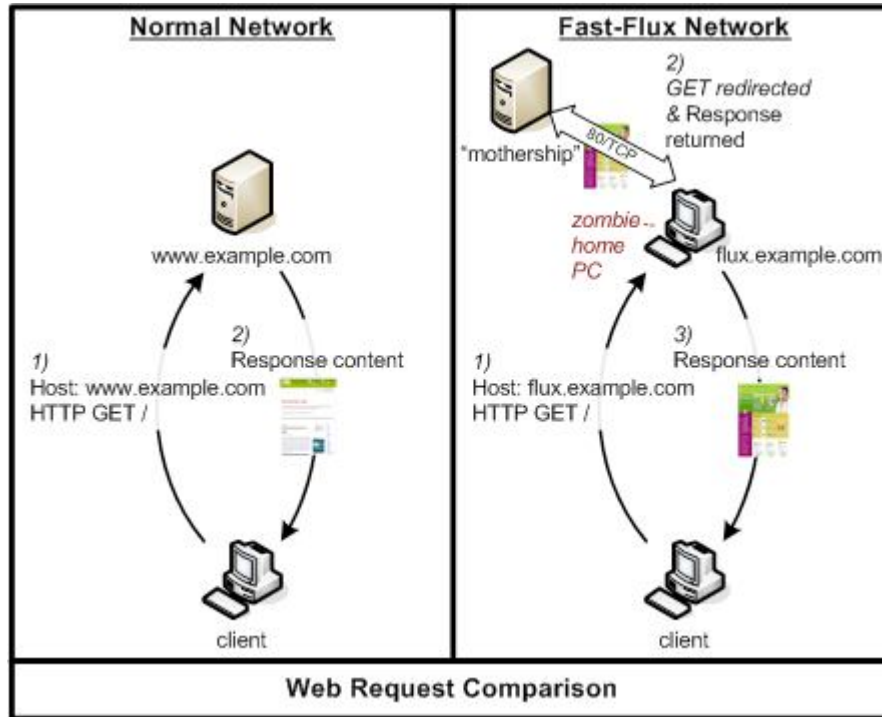 Normal Network
www.example.com
1)
Host: www.example.com
HTTP GET /
2)
Response content
client
Fast-Flux Network
"mothership"
80/TCP
2)
GET redirected
& Response
returned
zombie
home
PC
flux.example.com
1)
Host: flux.example.com
HTTP GET /
3)
Response content
client
Web Request Comparison